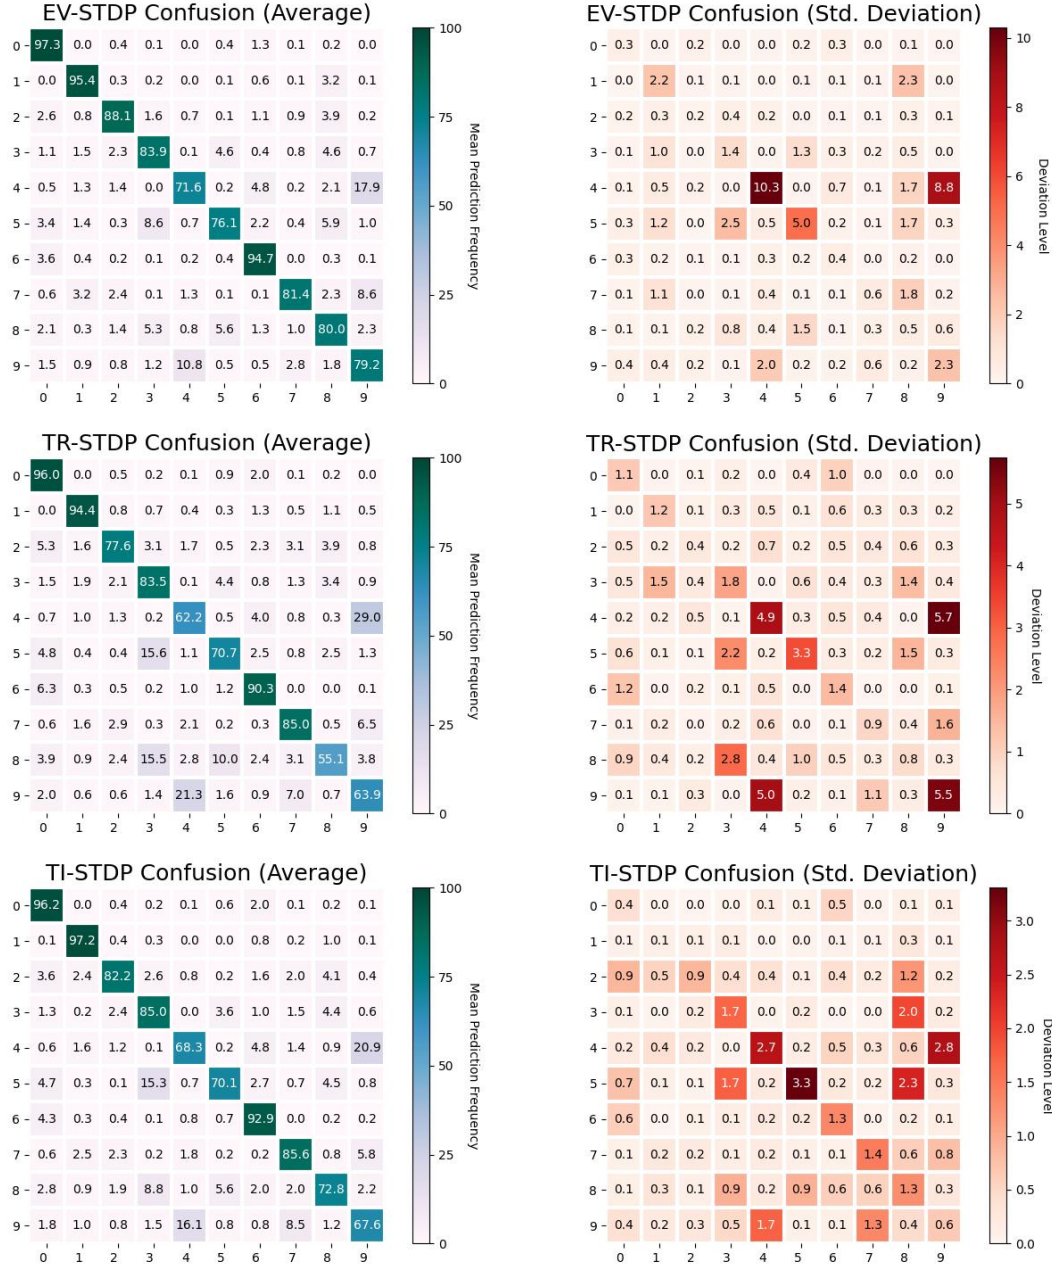 EV-STDP Confusion (Average)
0 97.3 0.0 0.4 0.1 0.0 0.4 1.3 0.1 0.2 0.0
1 0.0 95.4 0.3 0.2 0.0 0.1 0.6 0.1 3.2 0.1
2 2.6 0.8 88.1 1.6 0.6 0.1 1.1 0.9 3.9 0.2
3 1.1 1.5 2.3 83.9 0.1 4.6 0.4 0.8 4.6 0.7
4 0.5 1.3 1.4 0.0 71.6 0.2 4.8 0.2 2.1 17.9
5 3.4 1.4 0.3 8.6 0.7 76.1 2.2 0.4 5.9 1.0
6 3.6 0.4 0.2 0.1 0.2 0.4 94.7 0.0 0.3 0.1
7 0.6 3.2 2.4 0.1 1.3 0.1 0.1 81.4 2.3 8.6
8 2.1 0.3 1.4 5.3 0.8 5.6 1.3 1.0 80.0 2.3
9 1.5 0.9 0.8 1.2 10.8 0.5 0.5 2.8 1.8 79.2
0 1 2 3 4 5 6 7 8 9
100
75
50
25
0
Mean Prediction Frequency
EV-STDP Confusion (Std. Deviation)
0 0.3 0.0 0.2 0.0 0.0 0.2 0.3 0.0 0.1 0.0
1 0.0 2.2 0.1 0.1 0.0 0.1 0.1 0.1 2.3 0.0
2 0.2 0.3 0.2 0.4 0.2 0.0 0.1 0.1 0.3 0.1
3 0.1 1.0 0.0 1.4 0.0 1.3 0.3 0.2 0.5 0.0
4 0.1 0.5 0.2 0.0 10.3 0.0 0.7 0.1 1.7 8.8
5 0.3 1.2 0.0 2.5 0.5 5.0 0.2 0.1 1.7 0.3
6 0.3 0.2 0.1 0.1 0.3 0.2 0.4 0.0 0.2 0.0
7 0.1 1.1 0.0 0.1 0.4 0.1 0.1 0.6 1.8 0.2
8 0.1 0.1 0.2 0.8 0.4 1.5 0.1 0.3 0.5 0.6
9 0.4 0.4 0.2 0.1 2.0 0.2 0.2 0.6 0.2 2.3
0 1 2 3 4 5 6 7 8 9
10
8
6
4
2
0
Deviation Level
TR-STDP Confusion (Average)
0 96.0 0.0 0.5 0.2 0.1 0.9 2.0 0.1 0.2 0.0
1 0.0 94.4 0.8 0.7 0.4 0.3 1.3 0.5 1.1 0.5
2 5.3 1.6 77.6 3.1 1.7 0.5 2.3 3.1 3.9 0.8
3 1.5 1.9 2.1 83.5 0.1 4.4 0.8 1.3 3.4 0.9
4 0.7 1.0 1.3 0.2 62.2 0.5 4.0 0.8 0.3 29.0
5 4.8 0.4 0.4 15.6 1.1 70.7 2.5 0.8 2.5 1.3
6 6.3 0.3 0.5 0.2 1.0 1.2 90.3 0.0 0.0 0.1
7 0.6 1.6 2.9 0.3 2.1 0.2 0.3 85.0 0.5 6.5
8 3.9 0.9 2.4 15.5 2.8 10.0 2.4 3.1 55.1 3.8
9 2.0 0.6 0.6 1.4 21.3 1.6 0.9 7.0 0.7 63.9
0 1 2 3 4 5 6 7 8 9
100
75
50
25
0
Mean Prediction Frequency
TR-STDP Confusion (Std. Deviation)
0 1.1 0.0 0.1 0.2 0.0 0.4 1.0 0.0 0.0 0.0
1 0.0 1.2 0.1 0.3 0.5 0.1 0.6 0.3 0.3 0.2
2 0.5 0.2 0.4 0.2 0.7 0.2 0.5 0.4 0.6 0.3
3 0.5 1.5 0.4 1.8 0.0 0.6 0.4 0.3 1.4 0.4
4 0.2 0.2 0.5 0.1 4.9 0.3 0.5 0.4 0.0 5.7
5 0.6 0.1 0.1 2.2 0.2 3.3 0.3 0.2 1.5 0.3
6 1.2 0.0 0.2 0.1 0.5 0.0 1.4 0.0 0.0 0.1
7 0.1 0.2 0.0 0.2 0.6 0.0 0.1 0.9 0.4 1.6
8 0.9 0.4 0.2 2.8 0.4 1.0 0.5 0.3 0.8 0.3
9 0.1 0.1 0.3 0.0 5.0 0.2 0.1 1.1 0.3 5.5
0 1 2 3 4 5 6 7 8 9
5
4
3
2
1
0
Deviation Level
TI-STDP Confusion (Average)
0 96.2 0.0 0.4 0.2 0.1 0.6 2.0 0.1 0.2 0.1
1 0.1 97.2 0.4 0.3 0.0 0.0 0.8 0.2 1.0 0.1
2 3.6 2.4 82.2 2.6 0.8 0.2 1.6 2.0 4.1 0.4
3 1.3 0.2 2.4 85.0 0.0 3.6 1.0 1.5 4.4 0.6
4 0.6 1.6 1.2 0.1 68.3 0.2 4.8 1.4 0.9 20.9
5 4.7 0.3 0.1 15.3 0.7 70.1 2.7 0.7 4.5 0.8
6 4.3 0.3 0.4 0.1 0.8 0.7 92.9 0.0 0.2 0.2
7 0.6 2.5 2.3 0.2 1.8 0.2 0.2 85.6 0.8 5.8
8 2.8 0.9 1.9 8.8 1.0 5.6 2.0 2.0 72.8 2.2
9 1.8 1.0 0.8 1.5 16.1 0.8 0.8 8.5 1.2 67.6
0 1 2 3 4 5 6 7 8 9
100
75
50
25
0
Mean Prediction Frequency
TI-STDP Confusion (Std. Deviation)
0 0.4 0.0 0.0 0.0 0.1 0.1 0.5 0.0 0.1 0.1
1 0.1 0.1 0.1 0.1 0.0 0.0 0.1 0.1 0.3 0.1
2 0.9 0.5 0.9 0.4 0.4 0.1 0.4 0.2 1.2 0.2
3 0.1 0.0 0.2 1.7 0.0 0.2 0.0 0.0 2.0 0.2
4 0.2 0.4 0.2 0.0 2.7 0.2 0.5 0.3 0.6 2.8
5 0.7 0.1 0.1 1.7 0.2 3.3 0.2 0.2 2.3 0.3
6 0.6 0.0 0.1 0.1 0.2 0.2 1.3 0.0 0.2 0.1
7 0.1 0.2 0.2 0.1 0.2 0.1 0.1 1.4 0.6 0.8
8 0.1 0.3 0.1 0.9 0.2 0.9 0.6 0.6 1.3 0.3
9 0.4 0.2 0.3 0.5 1.7 0.1 0.1 1.3 0.4 0.6
0 1 2 3 4 5 6 7 8 9
3.0
2.5
2.0
1.5
1.0
0.5
0.0
Deviation Level